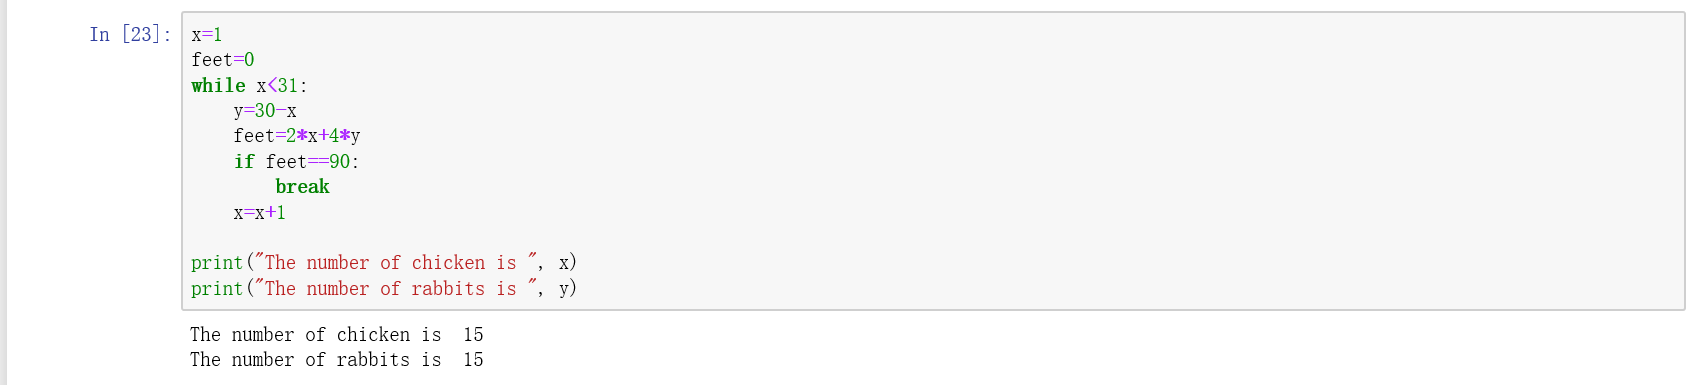 In [23]:
x=1
feet=0
while x<31:
    y=30-x
    feet=2*x+4*y
    if feet==90:
        break
    x=x+1
print("The number of chicken is ", x)
print("The number of rabbits is ", y)
The number of chicken is  15
The number of rabbits is  15